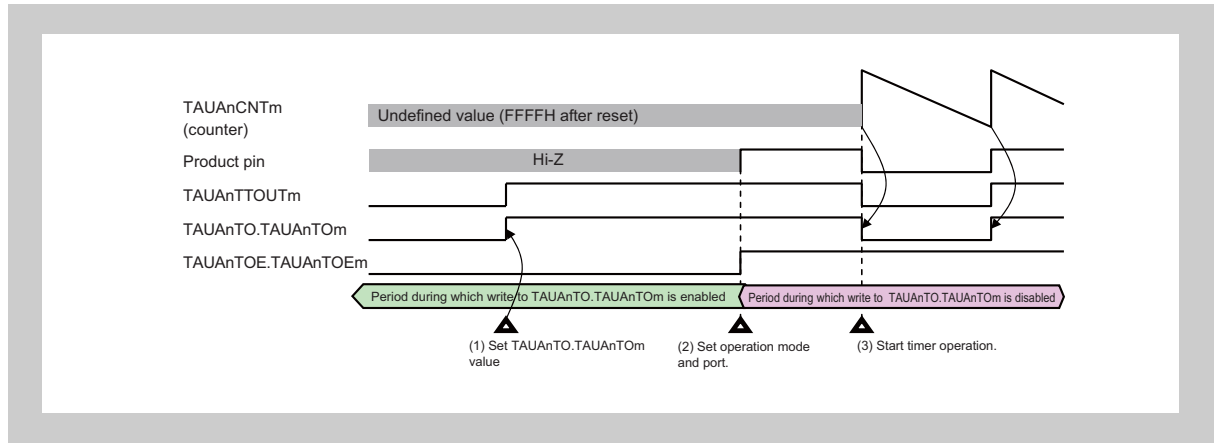 TAUAnCNTm
(counter)
Undefined value (FFFFH after reset)
Product pin
Hi-Z
TAUAnTTOUTm
TAUAnTO.TAUAnTOm
TAUAnTOE.TAUAnTOEm
Period during which write to TAUAnTO.TAUAnTOm is enabled
Period during which write to TAUAnTO.TAUAnTOm is disabled
(1) Set TAUAnTO.TAUAnTOm
value
(2) Set operation mode
and port.
(3) Start timer operation.